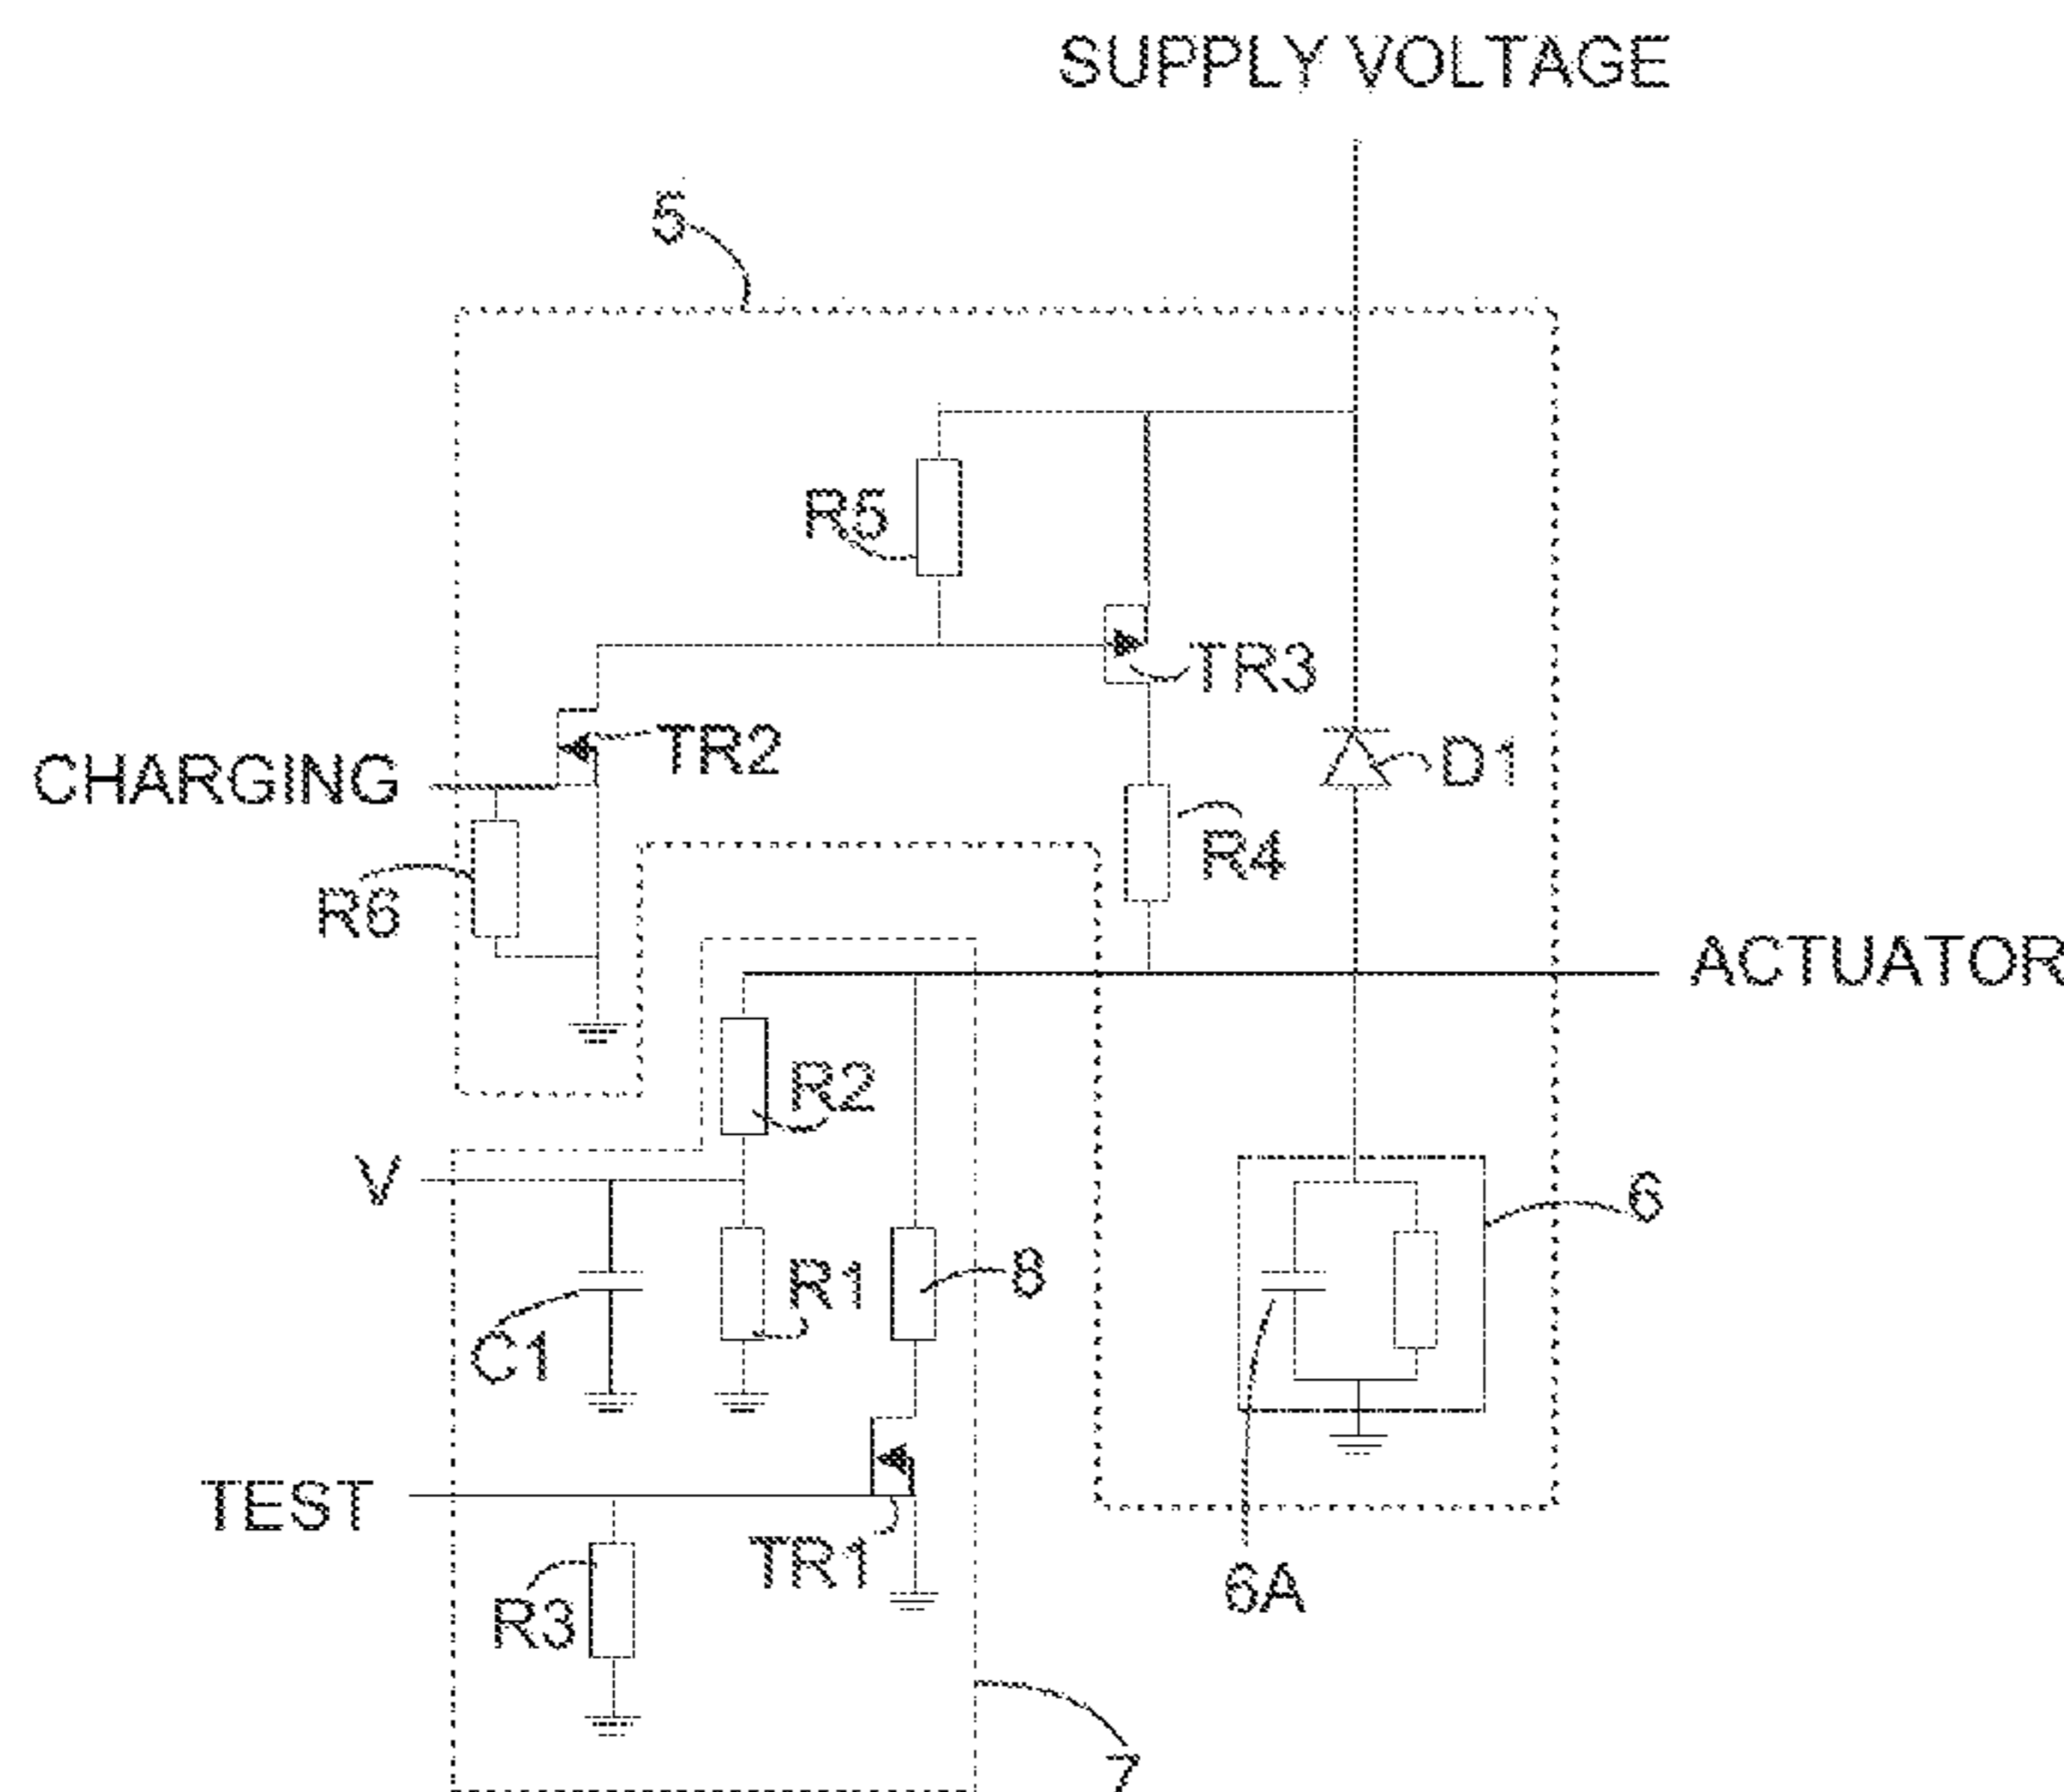 SUPPLY VOLTAGE
5
R5
TR3
TR2
CHARGING
D1
R4
R6
ACTUATOR
R2
V
6
R1
8
C1
TEST
TR1
6A
R3
7